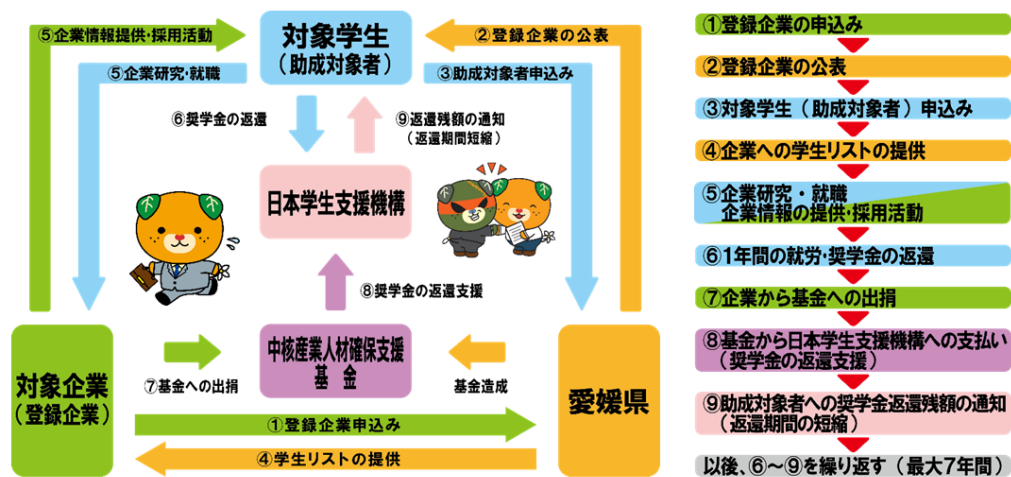 ⑤企業情報提供・採用活動
対象学生
（助成対象者）
②登録企業の公表
⑤企業研究・就職
③助成対象者申込み
⑥奨学金の返還
⑨返還残額の通知
（返還期間短縮）
日本学生支援機構
⑧奨学金の返還支援
対象企業
（登録企業）
⑦基金への出捐
中核産業人材確保支援
基金
基金造成
愛媛県
①登録企業申込み
④学生リストの提供
①登録企業の申込み
②登録企業の公表
③対象学生（助成対象者）申込み
④企業への学生リストの提供
⑤企業研究・就職
企業情報の提供・採用活動
⑥1年間の就労・奨学金の返還
⑦企業から基金への出捐
⑧基金から日本学生支援機構への支払い
（奨学金の返還支援）
⑨助成対象者への奨学金返還残額の通知
（返還期間の短縮）
以後、⑥～⑨を繰り返す（最大7年間）